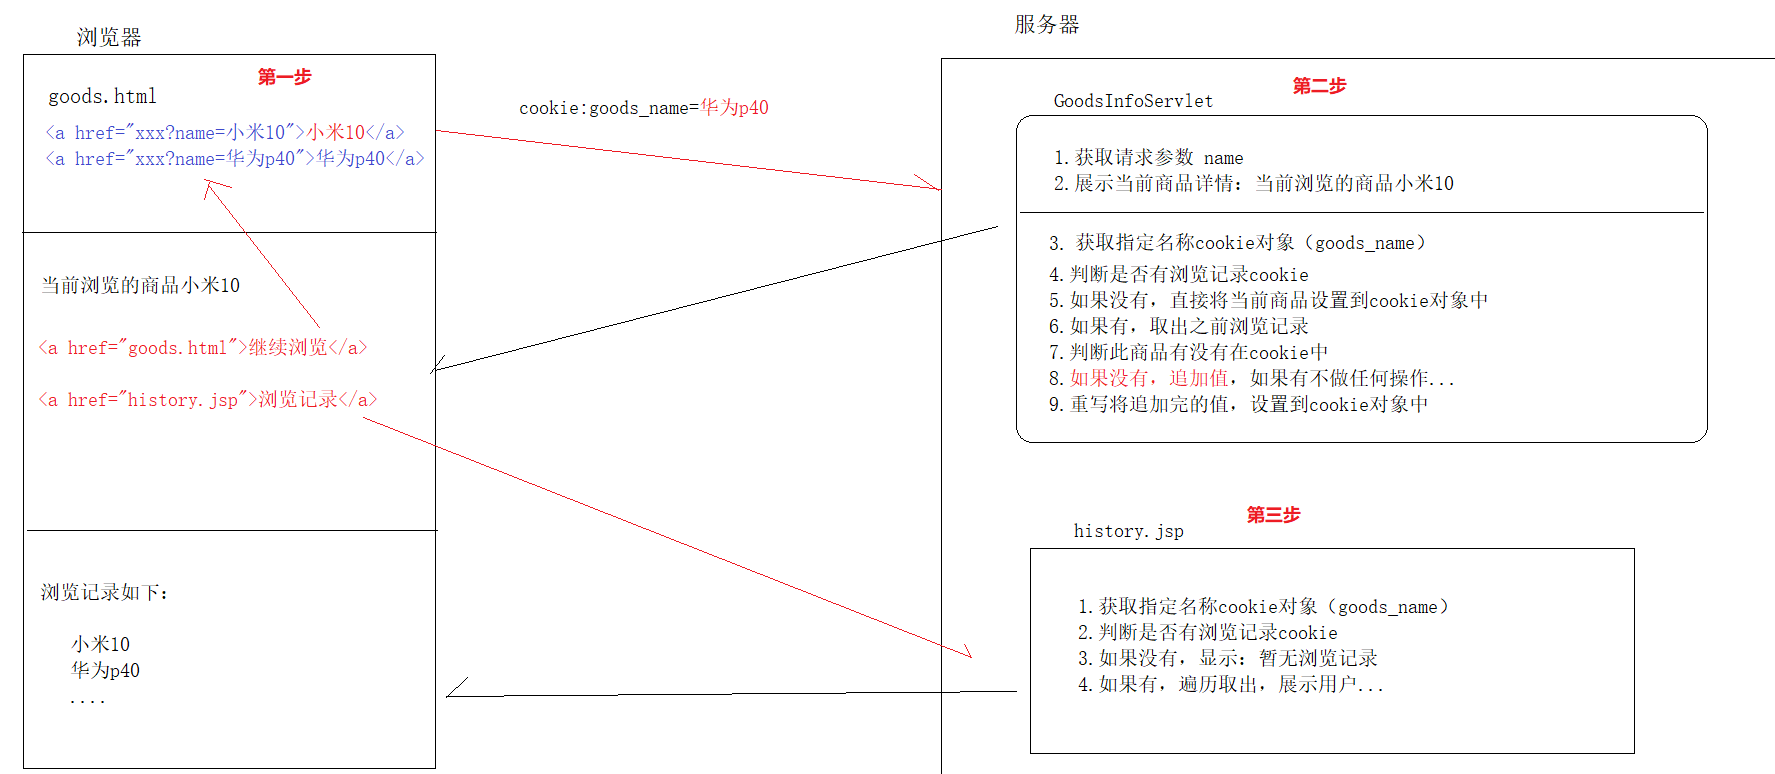 浏览器
第一步
goods.html
<a href="xxx?name=小米10">小米10</a>
<a href="xxx?name=华为p40">华为p40</a>
当前浏览的商品小米10
<a href="goods.html">继续浏览</a>
<a href="history.jsp">浏览记录</a>
浏览记录如下：
小米10
华为p40
....
cookie:goods_name=华为p40
服务器
第二步
GoodsInfoServlet
1.获取请求参数 name
2.展示当前商品详情：当前浏览的商品小米10
3. 获取指定名称cookie对象（goods_name）
4.判断是否有浏览记录cookie
5.如果没有，直接将当前商品设置到cookie对象中
6.如果有，取出之前浏览记录
7.判断此商品有没有在cookie中
8.如果没有，追加值，如果有不做任何操作...
9.重写将追加完的值，设置到cookie对象中
第三步
history.jsp
1.获取指定名称cookie对象（goods_name）
2.判断是否有浏览记录cookie
3.如果没有，显示：暂无浏览记录
4.如果有，遍历取出，展示用户...